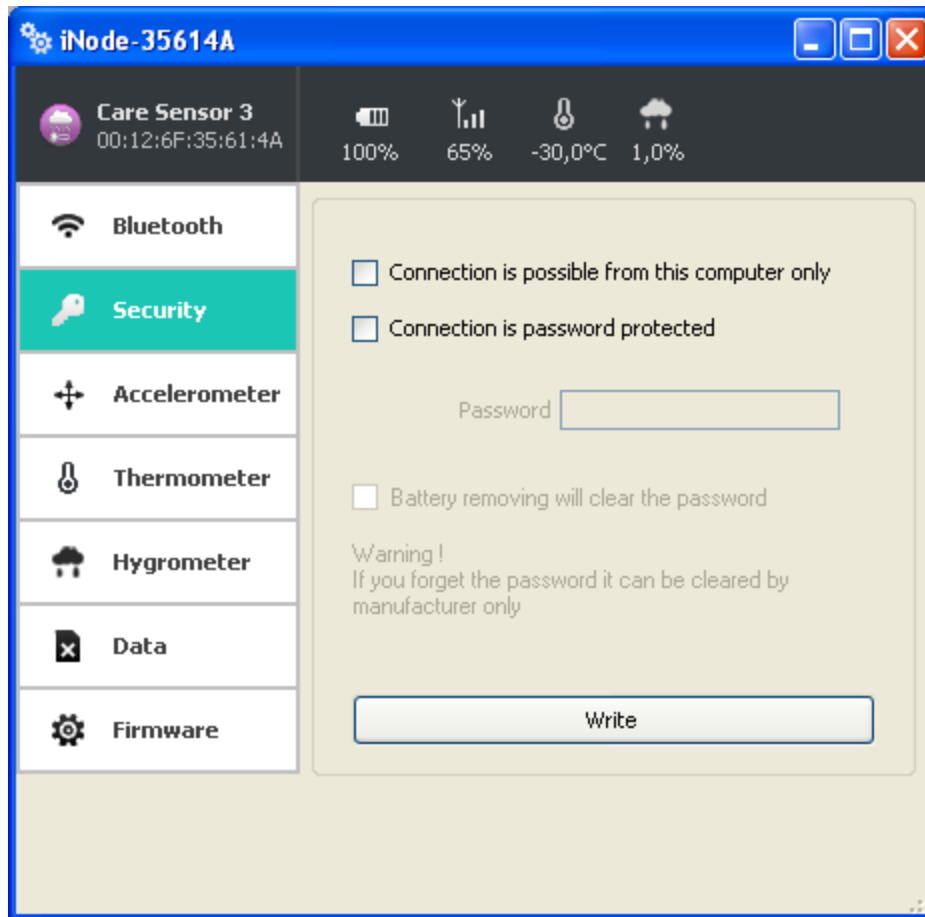 iNode-35614A
Care Sensor 3
00:12:6F:35:61:4A
100% 65% -30,0°C 1,0%
Bluetooth
Security
Accelerometer
Thermometer
Hygrometer
Data
Firmware
Connection is possible from this computer only
Connection is password protected
Password
Battery removing will clear the password
Warning !
If you forget the password it can be cleared by
manufacturer only
Write